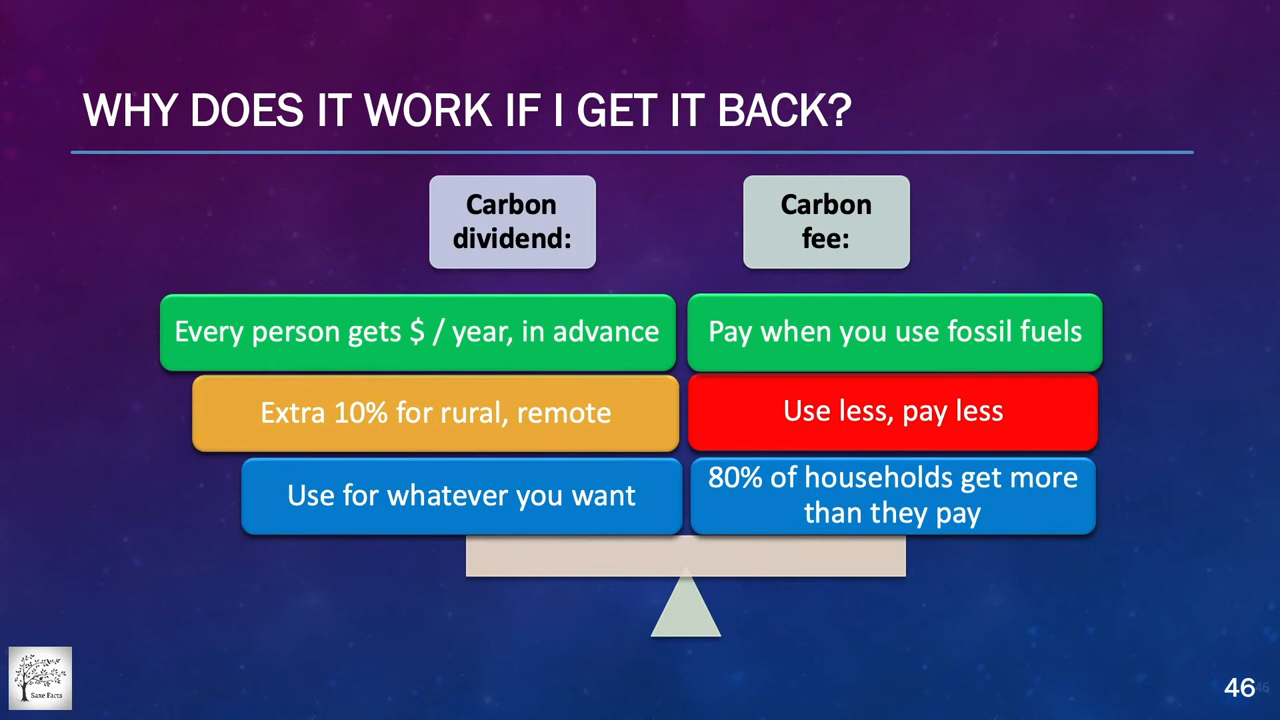 WHY DOES IT WORK IF I GET IT BACK?
Carbon
dividend:
Carbon
fee:
Every person gets $ / year, in advance
Pay when you use fossil fuels
Extra 10% for rural, remote
Use less, pay less
Use for whatever you want
80% of households get more
than they pay
Saxe Facts
46
46